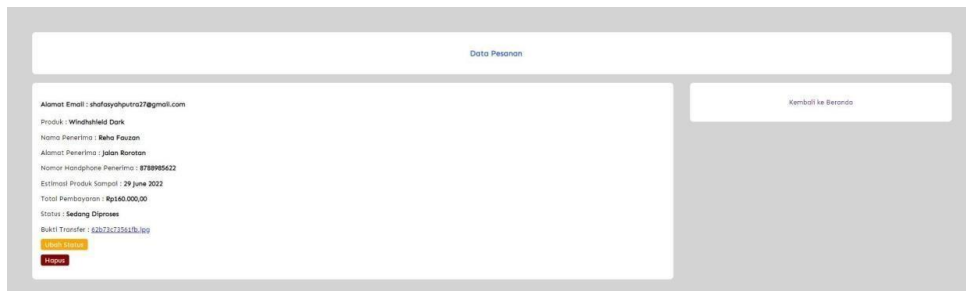 Data Pesanan
Alamat Email : shafasyahputra27@gmail.com
Produk : Windhshield Dark
Nama Penerima : Reha Fauzan
Alamat Penerima : Jalan Rorotan
Nomor Handphone Penerima : 8788985622
Estimasi Produk Sampai : 29 June 2022
Total Pembayaran : Rp160.000,00
Status : Sedang Diproses
Bukti Transfer : 62b73c73561fb.jpg
Ubah Status
Hapus
Kembali ke Beranda